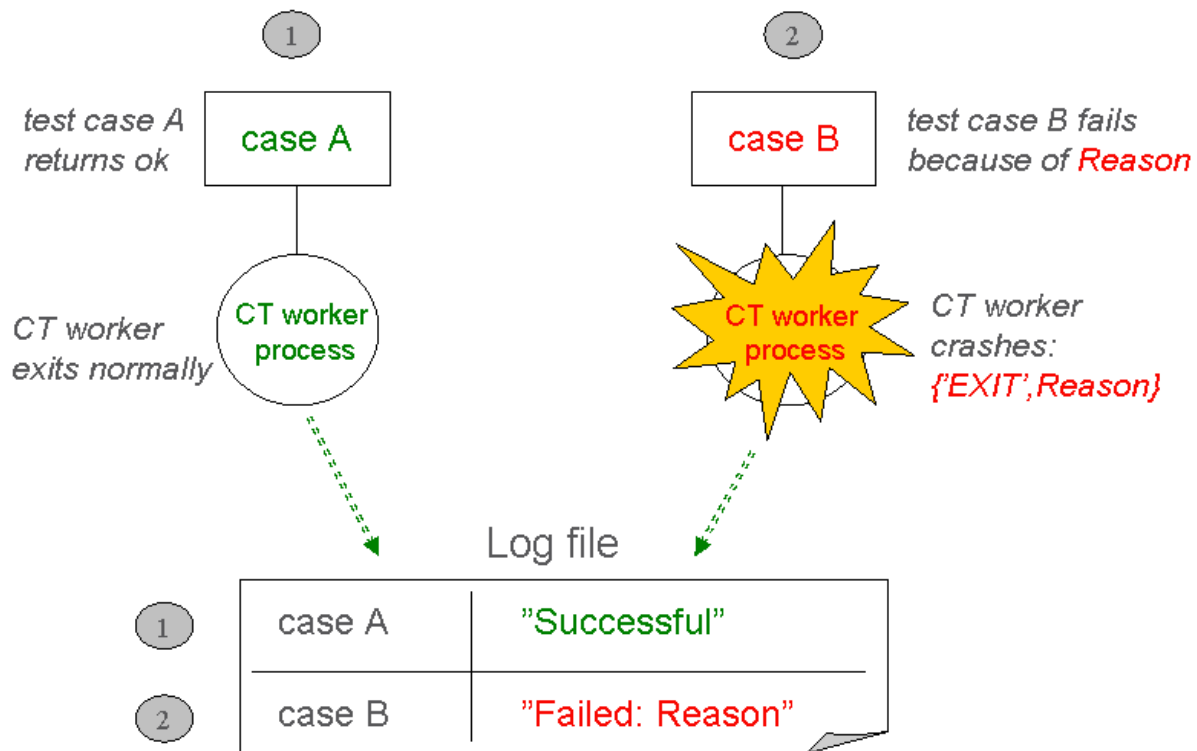 1
2
test case A
returns ok
case A
case B
test case B fails
because of Reason
CT worker
exits normally
CT worker
process
CT worker
process
CT worker
crashes:
{'EXIT',Reason}
Log file
1
case A
”Successful”
2
case B
”Failed: Reason”